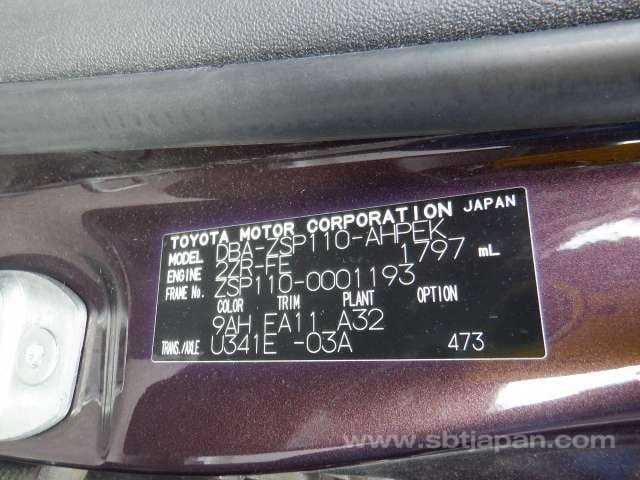 TOYOTA MOTOR CORPORATION JAPAN
MODEL DBA-ZSP110-AHPEK
ENGINE 2ZR-FE 1797 mL
FRAME No. ZSP110-0001193
COLOR TRIM PLANT OPTION
9AH EA11 A32
TRANS./AXLE U341E -03A 473
www.sbtjapan.com